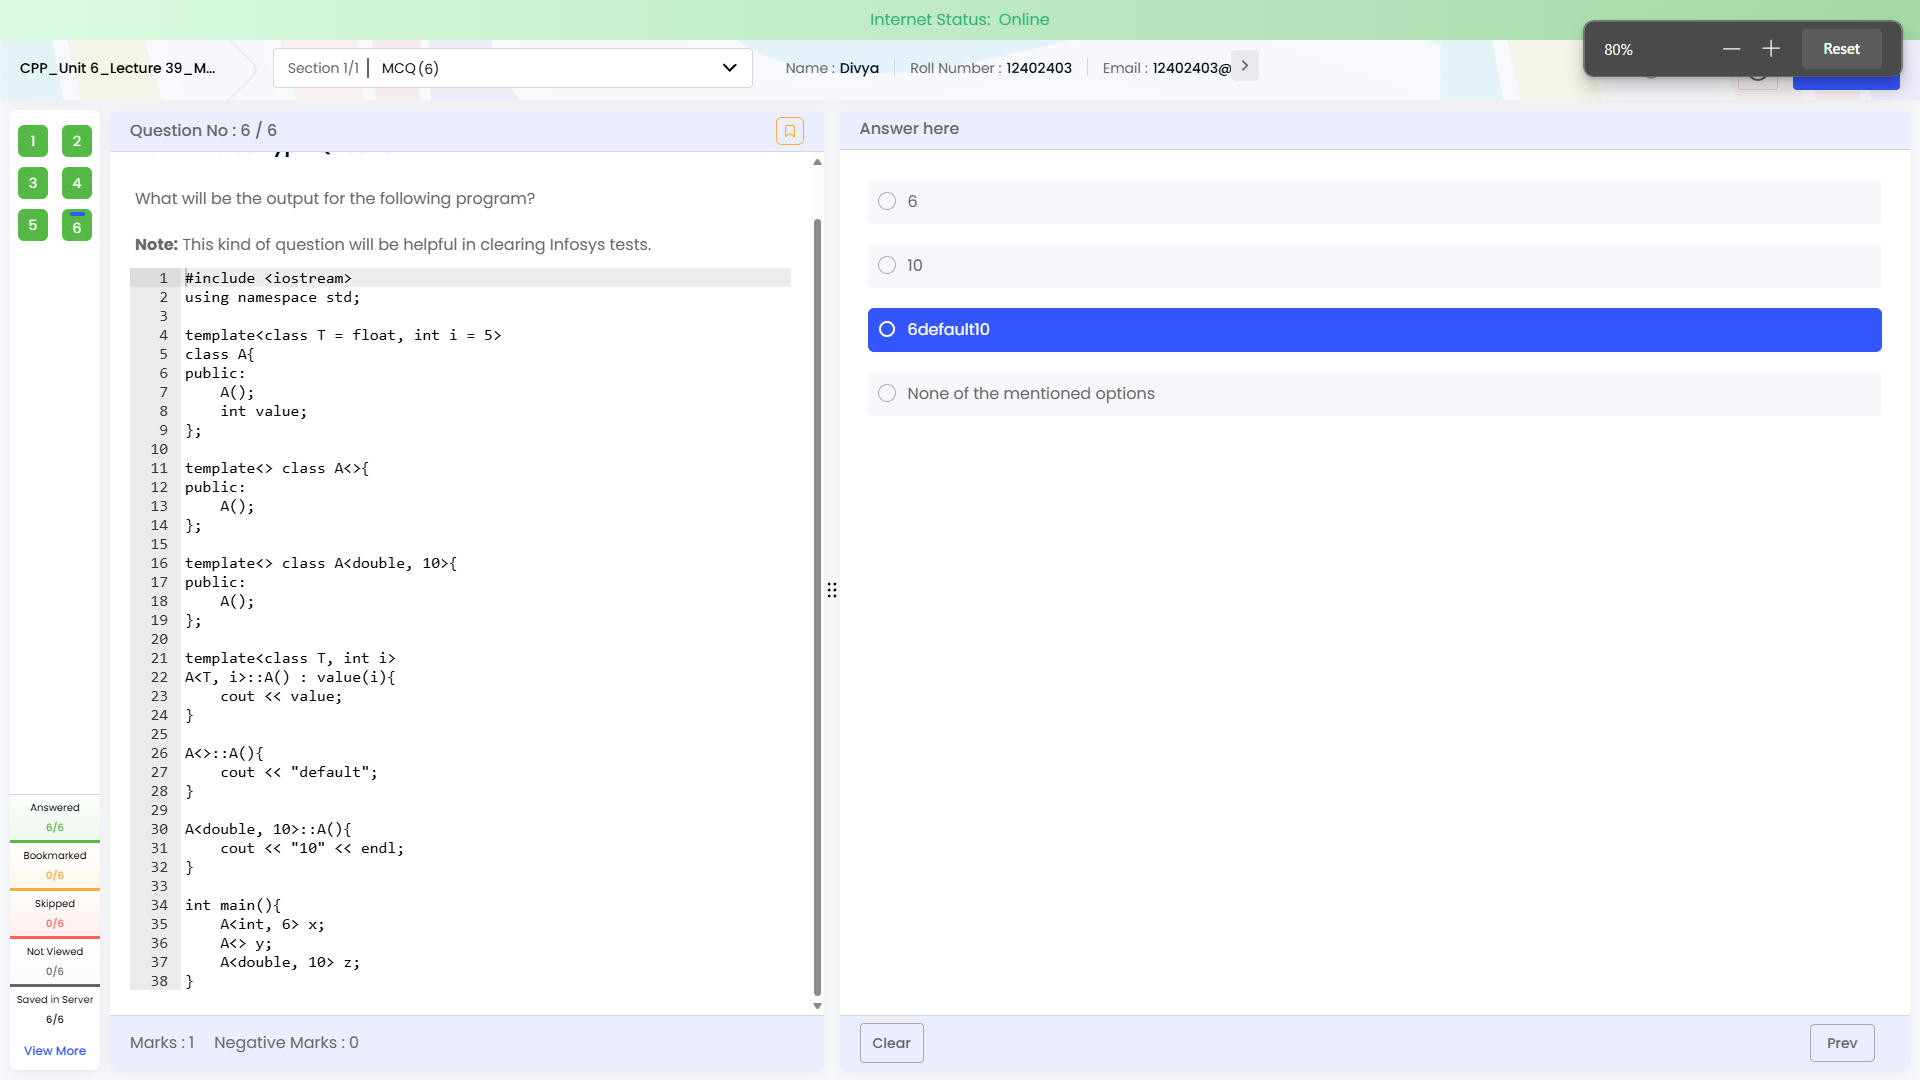 Internet Status: Online
CPP_Unit 6_Lecture 39_M...
Section 1/1 | MCQ (6)
Name : Divya
Roll Number : 12402403
Email : 12402403@
80%
Reset
1
2
3
4
5
6
Question No : 6 / 6
What will be the output for the following program?
Note: This kind of question will be helpful in clearing Infosys tests.
1 #include <iostream>
2 using namespace std;
3
4 template<class T = float, int i = 5>
5 class A{
6 public:
7     A();
8     int value;
9 };
10
11 template<> class A<>{
12 public:
13     A();
14 };
15
16 template<> class A<double, 10>{
17 public:
18     A();
19 };
20
21 template<class T, int i>
22 A<T, i>::A() : value(i){
23     cout << value;
24 }
25
26 A<>::A(){
27     cout << "default";
28 }
29
30 A<double, 10>::A(){
31     cout << "10" << endl;
32 }
33
34 int main(){
35     A<int, 6> x;
36     A<> y;
37     A<double, 10> z;
38 }
Marks : 1
Negative Marks : 0
Answer here
6
10
6default10
None of the mentioned options
Clear
Prev
Answered
6/6
Bookmarked
0/6
Skipped
0/6
Not Viewed
0/6
Saved in Server
6/6
View More